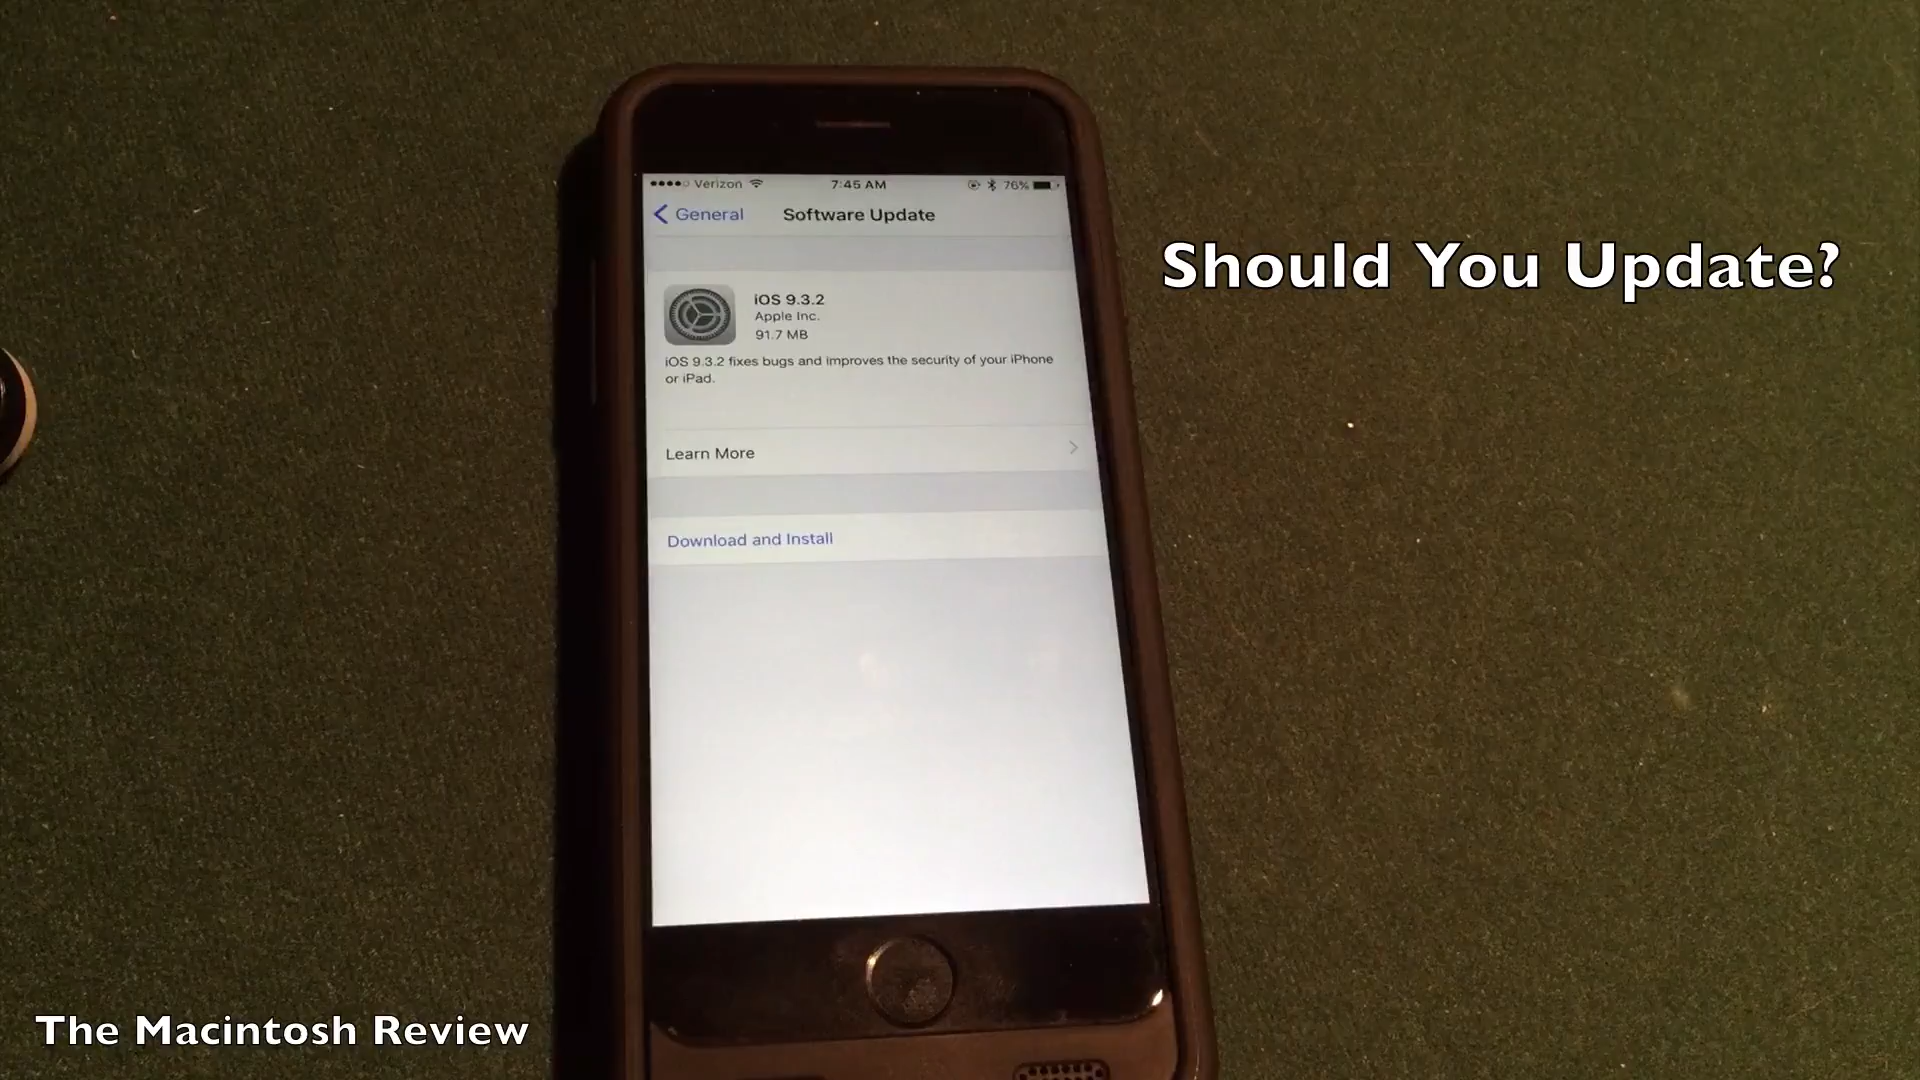 Verizon 7:45 AM 76%
General Software Update
Should You Update?
iOS 9.3.2
Apple Inc.
91.7 MB
iOS 9.3.2 fixes bugs and improves the security of your iPhone
or iPad.
Learn More
Download and Install
The Macintosh Review